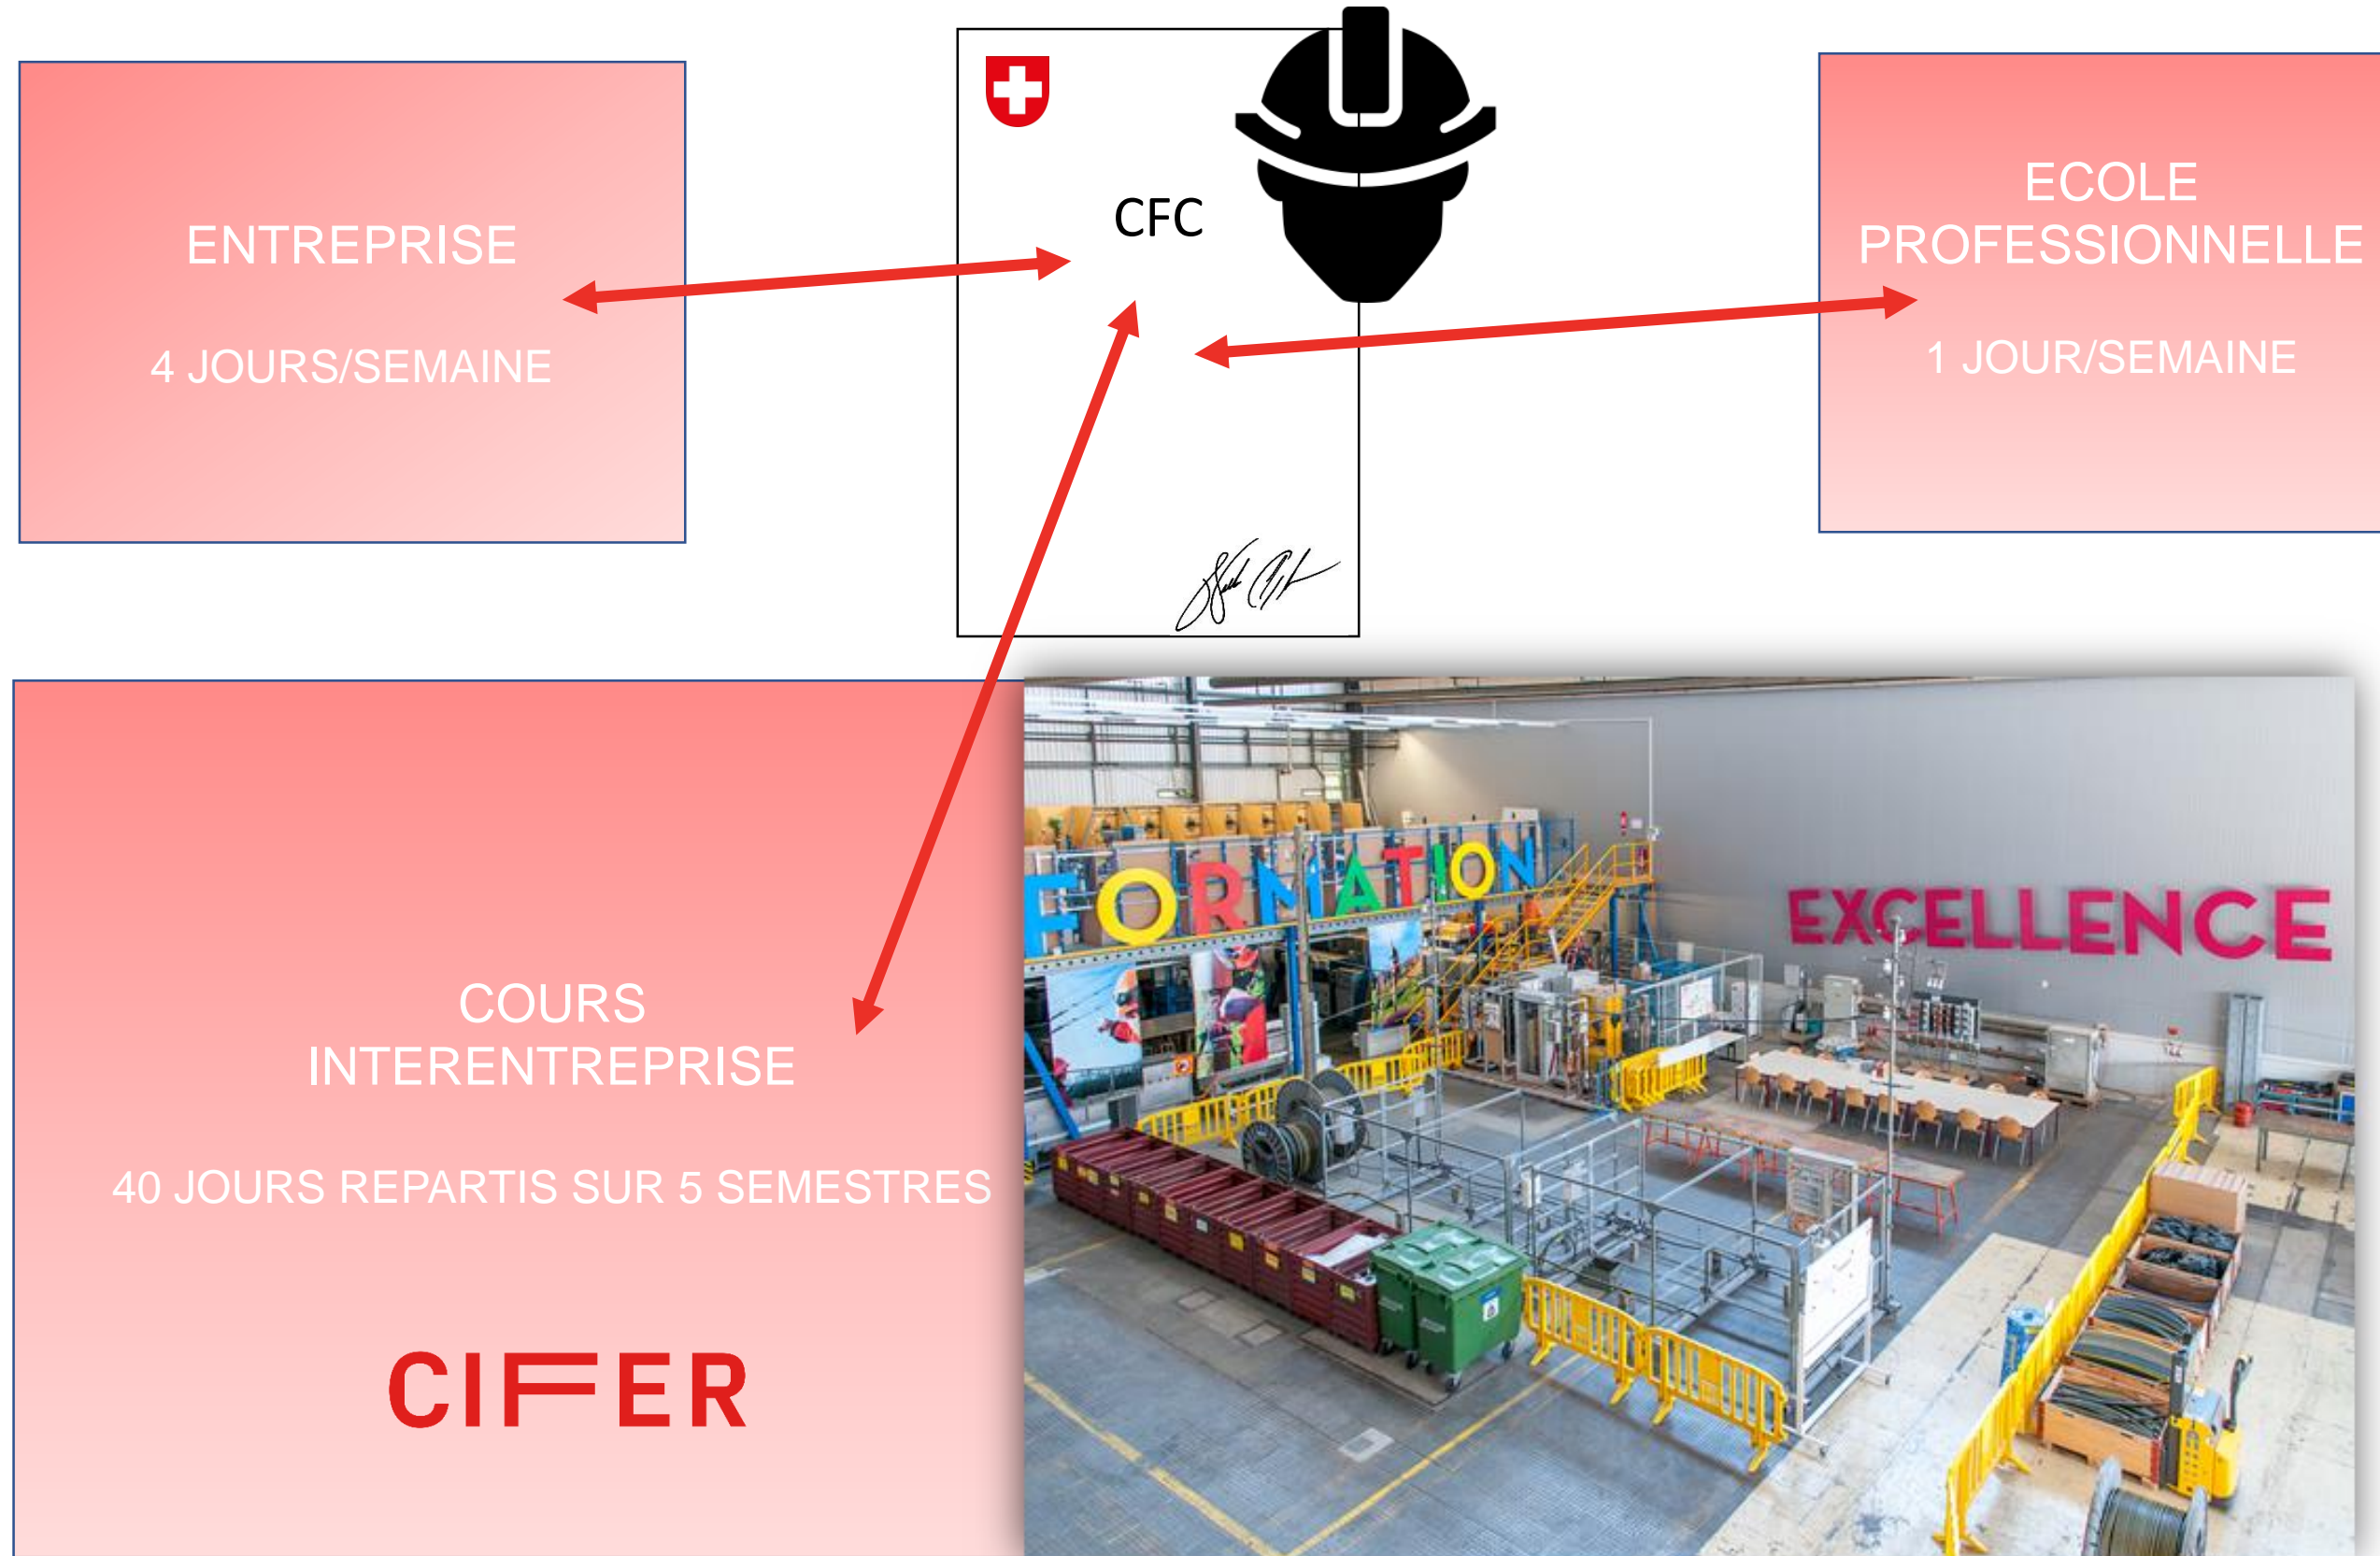 ENTREPRISE
4 JOURS/SEMAINE
CFC
ECOLE
PROFESSIONNELLE
1 JOUR/SEMAINE
COURS
INTERENTREPRISE
40 JOURS REPARTIS SUR 5 SEMESTRES
CIFER
FORMATION
EXCELLENCE